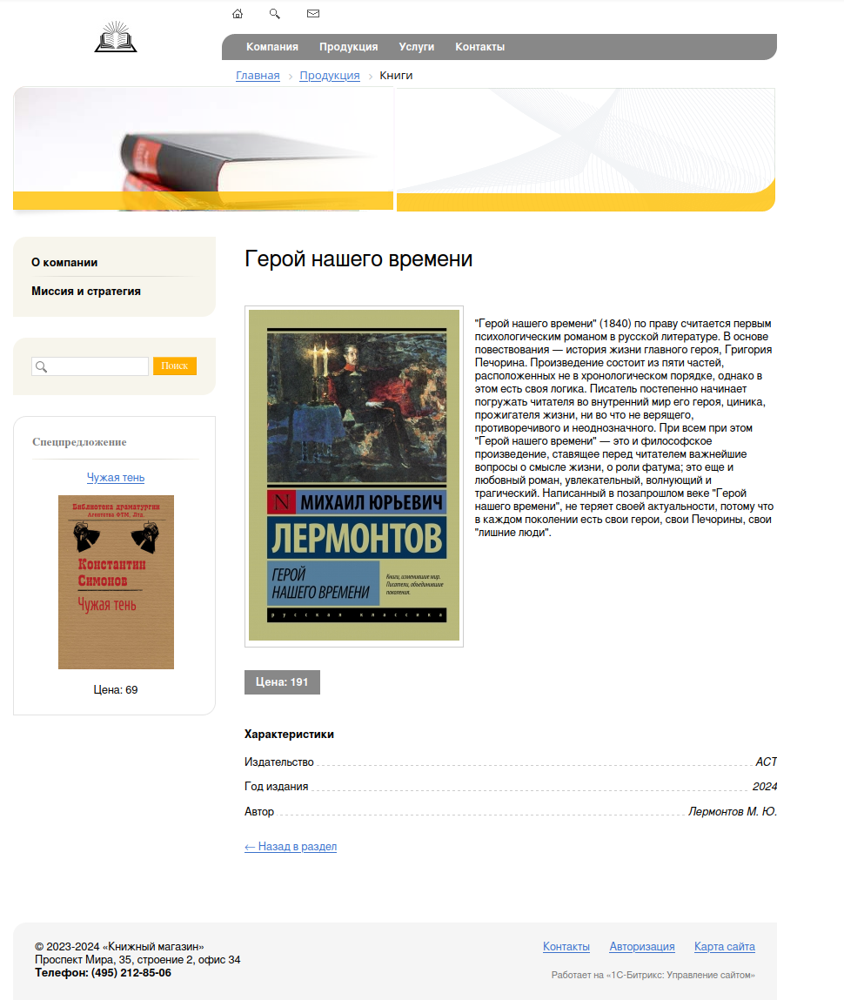 Компания Продукция Услуги Контакты
Главная › Продукция › Книги
О компании
Миссия и стратегия
Поиск
Спецпредложение
Чужая тень
Библиотека драматургии
Агентства ФТМ, Лтд.
Константин
Симонов
Чужая тень
Цена: 69
Герой нашего времени
N МИХАИЛ ЮРЬЕВИЧ
ЛЕРМОНТОВ
ГЕРОЙ
НАШЕГО ВРЕМЕНИ
Книги, изменившие мир.
Писатели, объединившие
поколения.
русская классика
"Герой нашего времени" (1840) по праву считается первым
психологическим романом в русской литературе. В основе
повествования — история жизни главного героя, Григория
Печорина. Произведение состоит из пяти частей,
расположенных не в хронологическом порядке, однако в
этом есть своя логика. Писатель постепенно начинает
погружать читателя во внутренний мир его героя, циника,
прожигателя жизни, ни во что не верящего,
противоречивого и неоднозначного. При всем при этом
"Герой нашего времени" — это и философское
произведение, ставящее перед читателем важнейшие
вопросы о смысле жизни, о роли фатума; это еще и
любовный роман, увлекательный, волнующий и
трагический. Написанный в позапрошлом веке "Герой
нашего времени", не теряет своей актуальности, потому что
в каждом поколении есть свои герои, свои Печорины, свои
"лишние люди".
Цена: 191
Характеристики
Издательство АСТ
Год издания 2024
Автор Лермонтов М. Ю.
← Назад в раздел
© 2023-2024 «Книжный магазин»
Проспект Мира, 35, строение 2, офис 34
Телефон: (495) 212-85-06
Контакты Авторизация Карта сайта
Работает на «1С-Битрикс: Управление сайтом»